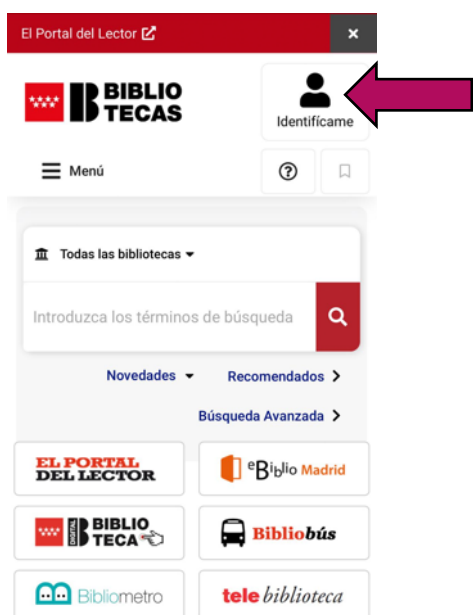 El Portal del Lector
BIBLIO
TECAS
Identifícame
Menú
Todas las bibliotecas
Introduzca los términos de búsqueda
Novedades
Recomendados
Búsqueda Avanzada
EL PORTAL
DEL LECTOR
eBiblio Madrid
DIGITAL
BIBLIO
TECA
Bibliobús
Bibliometro
tele biblioteca